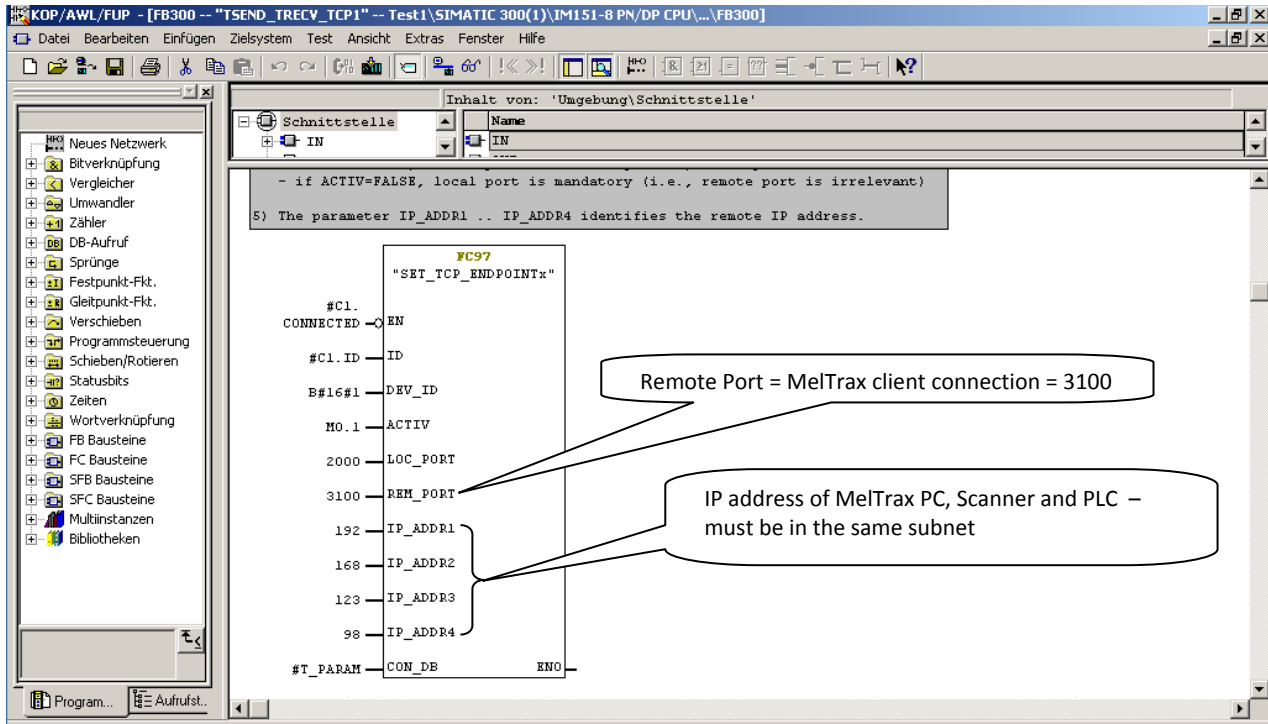 KOP/AWL/FUP - [FB300 -- "TSEND_TRECV_TCP1" -- Test1\SIMATIC 300(1)\IM151-8 PN/DP CPU\...\FB300]
Datei Bearbeiten Einfügen Zielsystem Test Ansicht Extras Fenster Hilfe
Inhalt von: 'Umgebung\Schnittstelle'
Schnittstelle
IN
Name
IN
Neues Netzwerk
Bitverknüpfung
Vergleicher
Umwandler
Zähler
DB-Aufruf
Sprünge
Festpunkt-Fkt.
Gleitpunkt-Fkt.
Verschieben
Programmsteuerung
Schieben/Rotieren
Statusbits
Zeiten
Wortverknüpfung
FB Bausteine
FC Bausteine
SFB Bausteine
SFC Bausteine
Multiinstanzen
Bibliotheken
Program...
Aufrufst..
- if ACTIV=FALSE, local port is mandatory (i.e., remote port is irrelevant)
5) The parameter IP_ADDR1 .. IP_ADDR4 identifies the remote IP address.
FC97
"SET_TCP_ENDPOINTx"
#C1.
CONNECTED EN
#C1.ID ID
B#16#1 DEV_ID
M0.1 ACTIV
2000 LOC_PORT
3100 REM_PORT
192 IP_ADDR1
168 IP_ADDR2
123 IP_ADDR3
98 IP_ADDR4
#T_PARAM CON_DB ENO
Remote Port = MelTrax client connection = 3100
IP address of MelTrax PC, Scanner and PLC –
must be in the same subnet